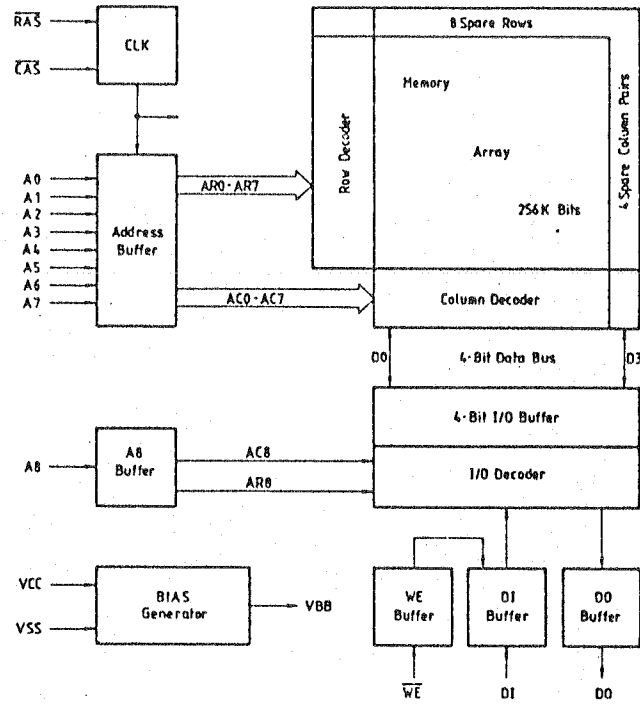 RAS
CAS
CLK
8 Spare Rows
Row Decoder
Memory
Array
256K Bits
4 Spare Column Pairs
A0
A1
A2
A3
A4
A5
A6
A7
Address
Buffer
AR0-AR7
AC0-AC7
Column Decoder
D0
4-Bit Data Bus
D3
4-Bit I/O Buffer
I/O Decoder
A8
A8
Buffer
AC8
AR8
VCC
VSS
BIAS
Generator
VBB
WE
Buffer
DI
Buffer
DO
Buffer
WE
DI
DO